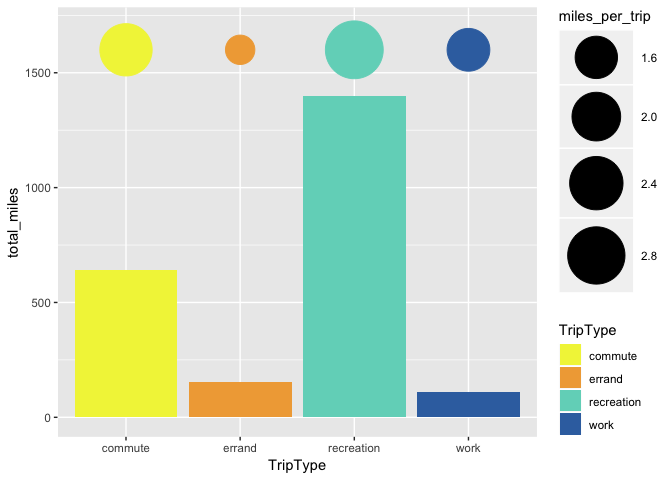 total_miles
1500
1000
500
0
commute errand recreation work
TripType
miles_per_trip
1.6
2.0
2.4
2.8
TripType
commute
errand
recreation
work